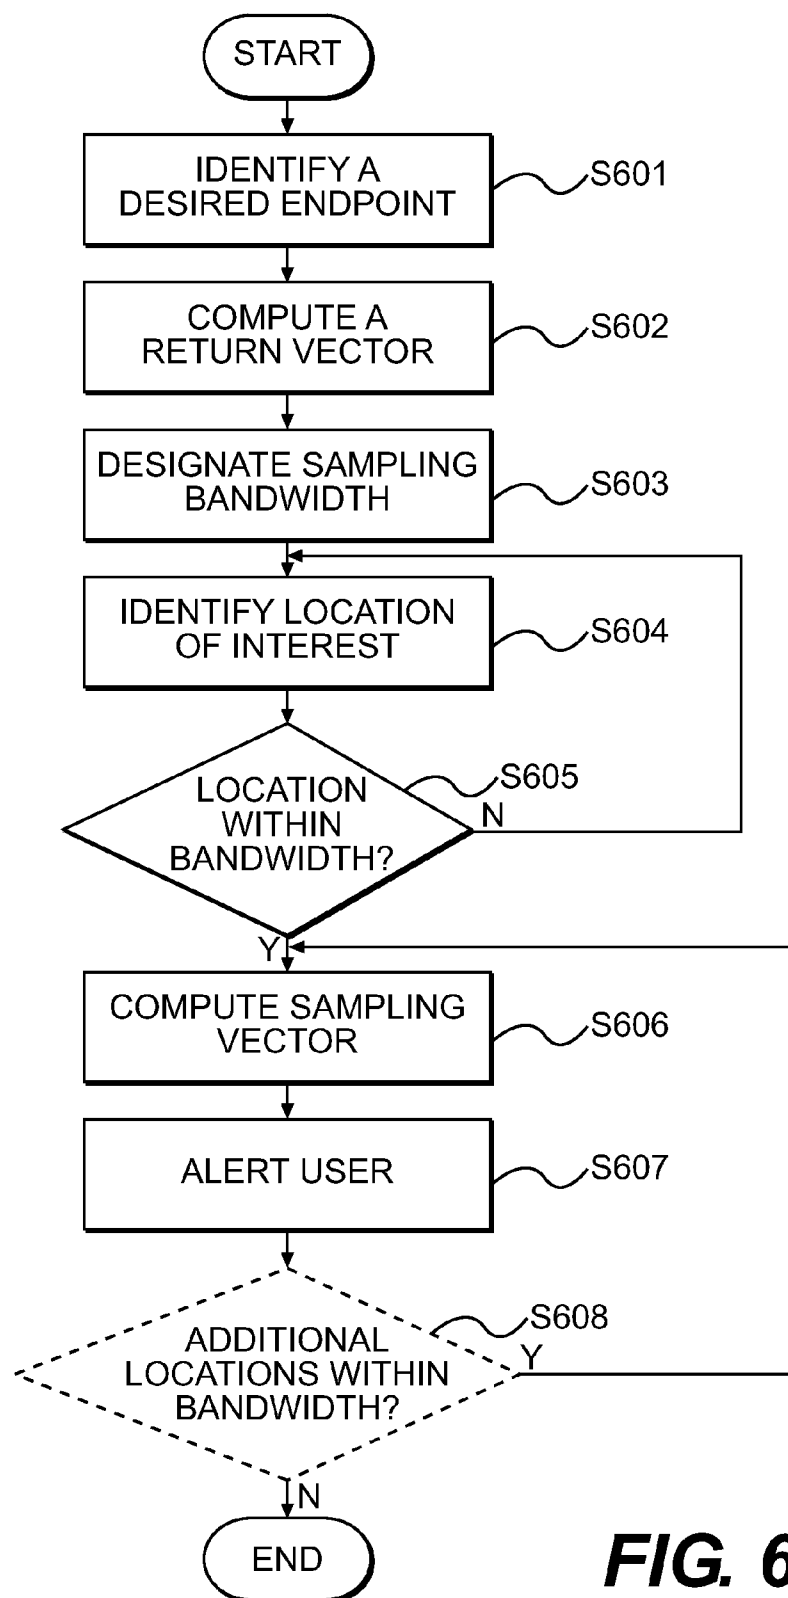 START
IDENTIFY A
DESIRED ENDPOINT
S601
COMPUTE A
RETURN VECTOR
S602
DESIGNATE SAMPLING
BANDWIDTH
S603
IDENTIFY LOCATION
OF INTEREST
S604
LOCATION
WITHIN
BANDWIDTH?
S605
N
Y
COMPUTE SAMPLING
VECTOR
S606
ALERT USER
S607
ADDITIONAL
LOCATIONS WITHIN
BANDWIDTH?
S608
Y
N
END
FIG. 6